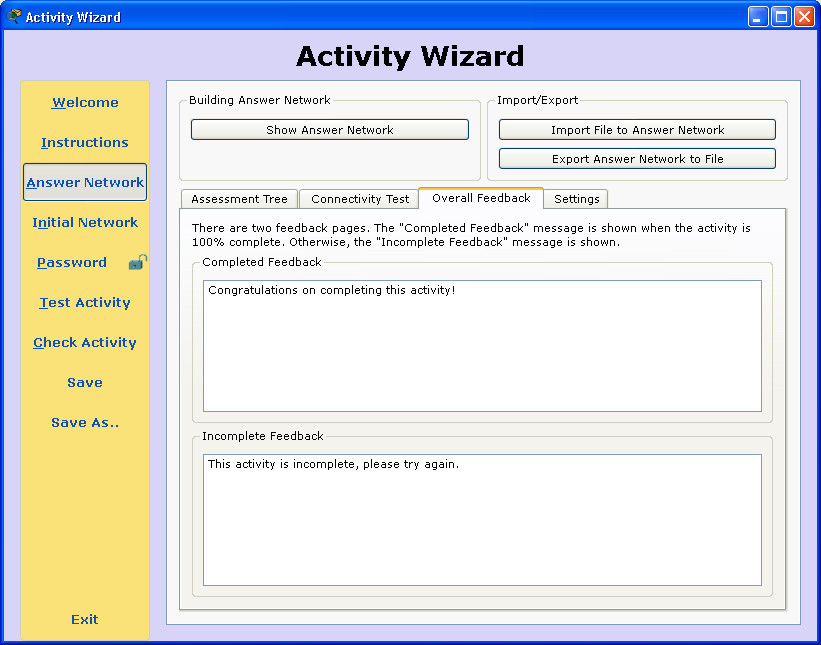 Activity Wizard
Activity Wizard
Welcome
Instructions
Answer Network
Initial Network
Password
Test Activity
Check Activity
Save
Save As..
Exit
Building Answer Network
Show Answer Network
Import/Export
Import File to Answer Network
Export Answer Network to File
Assessment Tree
Connectivity Test
Overall Feedback
Settings
There are two feedback pages. The "Completed Feedback" message is shown when the activity is
100% complete. Otherwise, the "Incomplete Feedback" message is shown.
Completed Feedback
Congratulations on completing this activity!
Incomplete Feedback
This activity is incomplete, please try again.